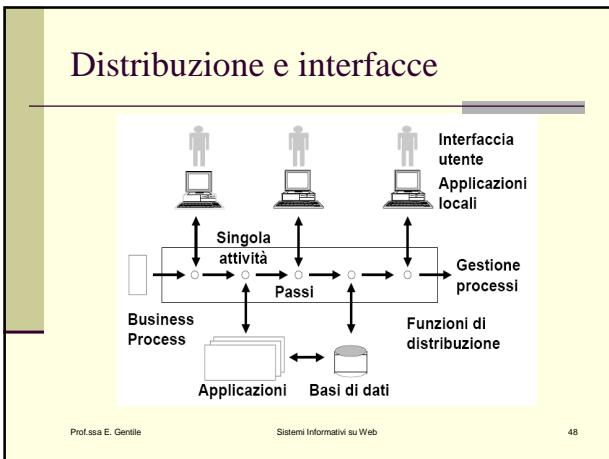 Distribuzione e interfacce
Interfaccia
utente
Applicazioni
locali
Singola
attività
Passi
Gestione
processi
Business
Process
Funzioni di
distribuzione
Applicazioni
Basi di dati
Prof.ssa E. Gentile
Sistemi Informativi su Web
48